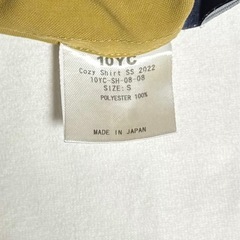 10YC
Cozy Shirt SS 2022
10YC-SH-08-08
SIZE: S
POLYESTER 100%
MADE IN JAPAN